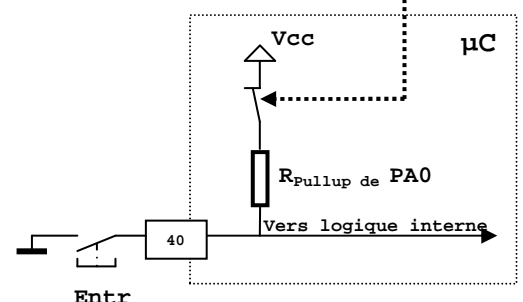 Vcc
µC
RPullup de PA0
Vers logique interne
40
Entr